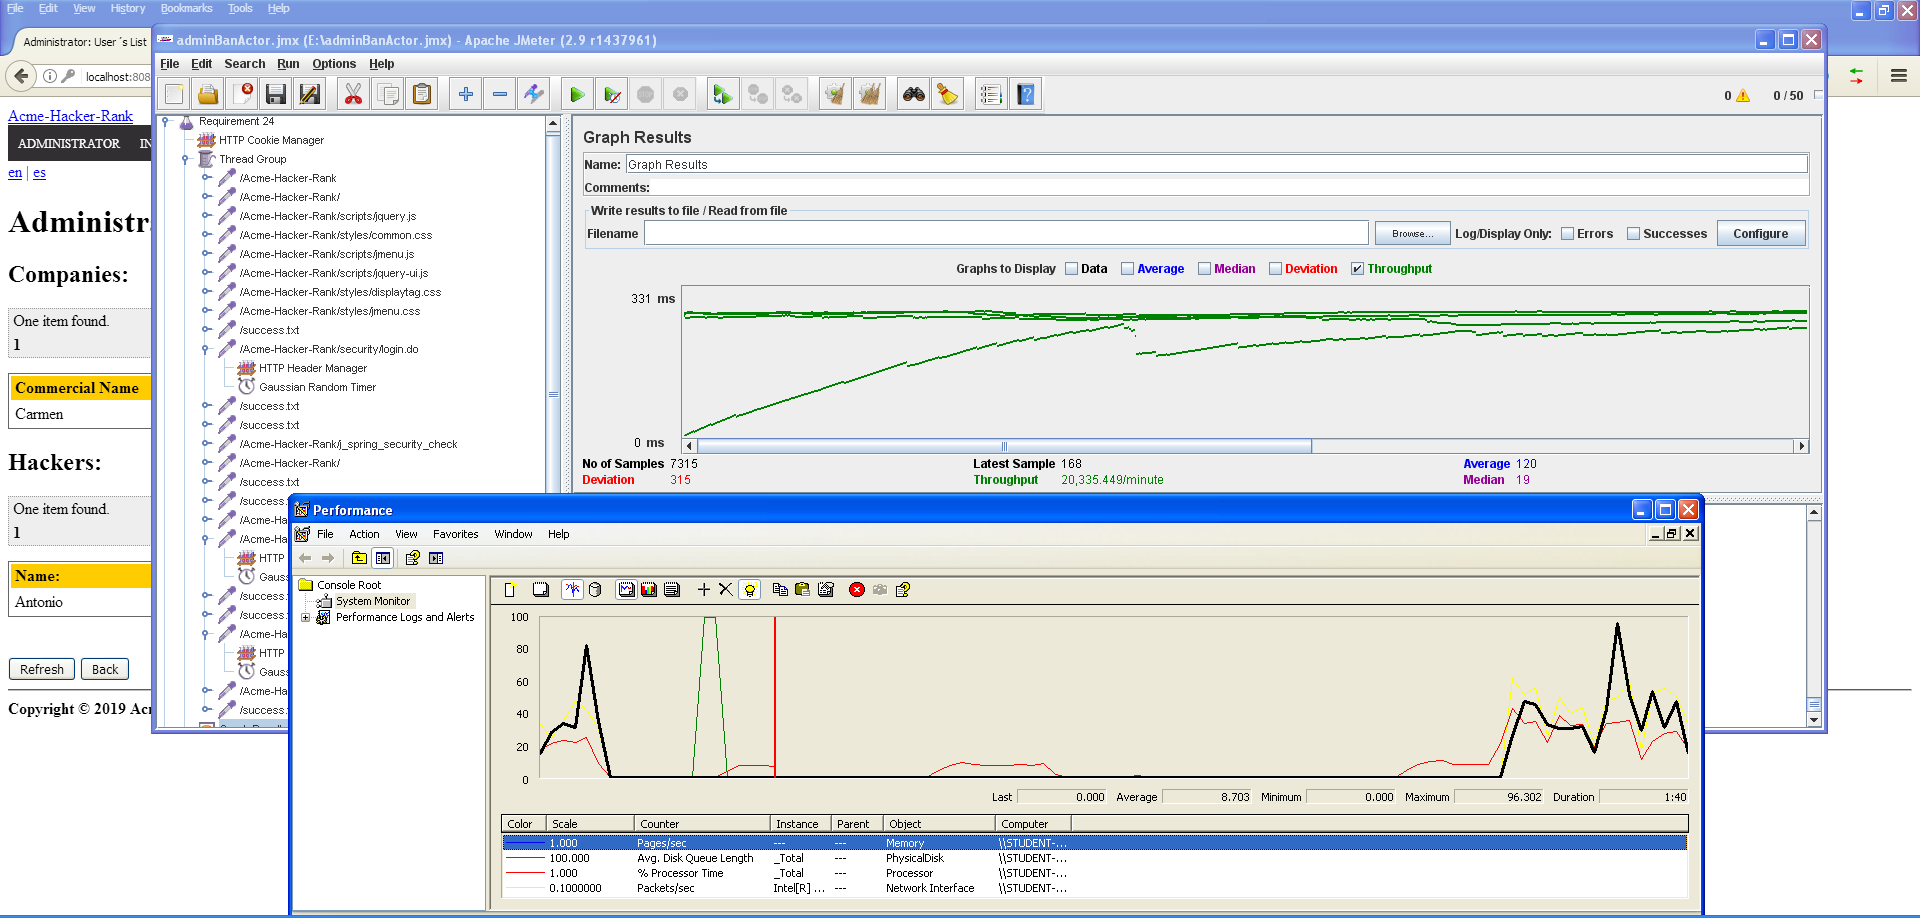 File Edit View History Bookmarks Tools Help
Administrator: User ´s List
localhost:808
Acme-Hacker-Rank
ADMINISTRATOR IN
en | es
Administr
Companies:
One item found.
1
Commercial Name
Carmen
Hackers:
One item found.
1
Name:
Antonio
Refresh Back
Copyright © 2019 Acm
adminBanActor.jmx (E:\adminBanActor.jmx) - Apache JMeter (2.9 r1437961)
File Edit Search Run Options Help
0 0 / 50
Requirement 24
HTTP Cookie Manager
Thread Group
/Acme-Hacker-Rank
/Acme-Hacker-Rank/
/Acme-Hacker-Rank/scripts/jquery.js
/Acme-Hacker-Rank/styles/common.css
/Acme-Hacker-Rank/scripts/jmenu.js
/Acme-Hacker-Rank/scripts/jquery-ui.js
/Acme-Hacker-Rank/styles/displaytag.css
/Acme-Hacker-Rank/styles/jmenu.css
/success.txt
/Acme-Hacker-Rank/security/login.do
HTTP Header Manager
Gaussian Random Timer
/success.txt
/success.txt
/Acme-Hacker-Rank/j_spring_security_check
/Acme-Hacker-Rank/
/success.txt
/success.
/Acme-Ha
/Acme-Ha
HTTP
Gauss
/success.
/success.
/Acme-Ha
HTTP
Gauss
/Acme-Ha
/success.
Graph Results
Name: Graph Results
Comments:
Write results to file / Read from file
Filename Browse... Log/Display Only: Errors Successes Configure
Graphs to Display Data Average Median Deviation Throughput
331 ms
0 ms
No of Samples 7315 Latest Sample 168 Average 120
Deviation 315 Throughput 20,335.449/minute Median 19
Performance
File Action View Favorites Window Help
Console Root
System Monitor
Performance Logs and Alerts
100
80
60
40
20
0
Last 0.000 Average 8.703 Minimum 0.000 Maximum 96.302 Duration 1:40
Color Scale Counter Instance Parent Object Computer
1.000 Pages/sec --- --- Memory \\STUDENT-...
100.000 Avg. Disk Queue Length _Total --- PhysicalDisk \\STUDENT-...
1.000 % Processor Time _Total --- Processor \\STUDENT-...
0.1000000 Packets/sec Intel[R] ... --- Network Interface \\STUDENT-...